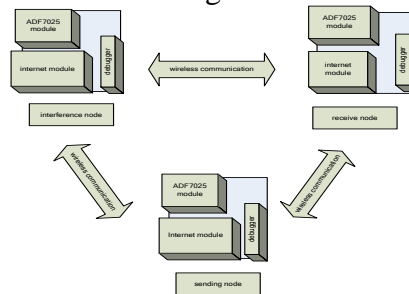 ADF7025
module
internet module
debugger
interference node
wireless communication
ADF7025
module
internet
module
debugger
receive node
wireless communication
wireless communication
ADF7025
module
Internet module
debugger
sending node